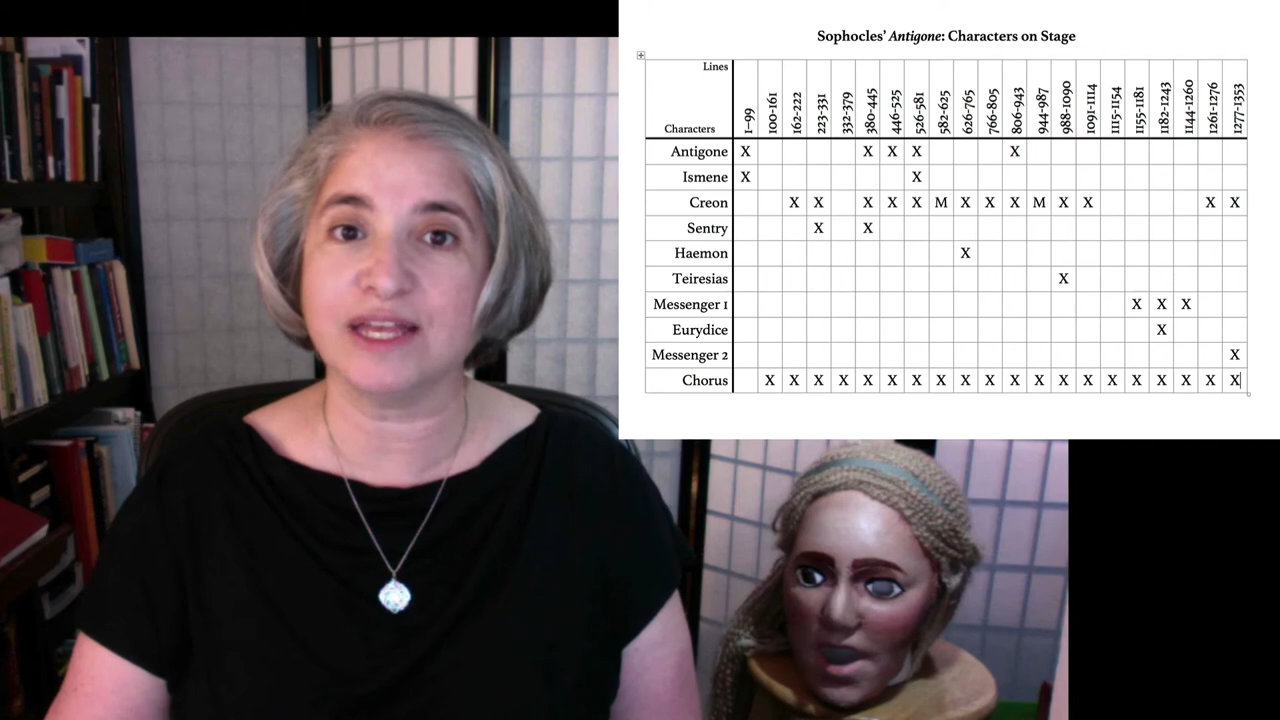 Sophocles' Antigone: Characters on Stage
Lines
Characters 1–99 100–161 162–222 223–331 332–379 380–445 446–525 526–581 582–625 626–765 766–805 806–943 944–987 988–1090 1091–1114 1115–1154 1155–1181 1182–1243 1144–1260 1261–1276 1277–1353
Antigone X X X X X
Ismene X X
Creon X X X X X M X X X M X X X X
Sentry X X
Haemon X
Teiresias X
Messenger 1 X X X
Eurydice X
Messenger 2 X
Chorus X X X X X X X X X X X X X X X X X X X X